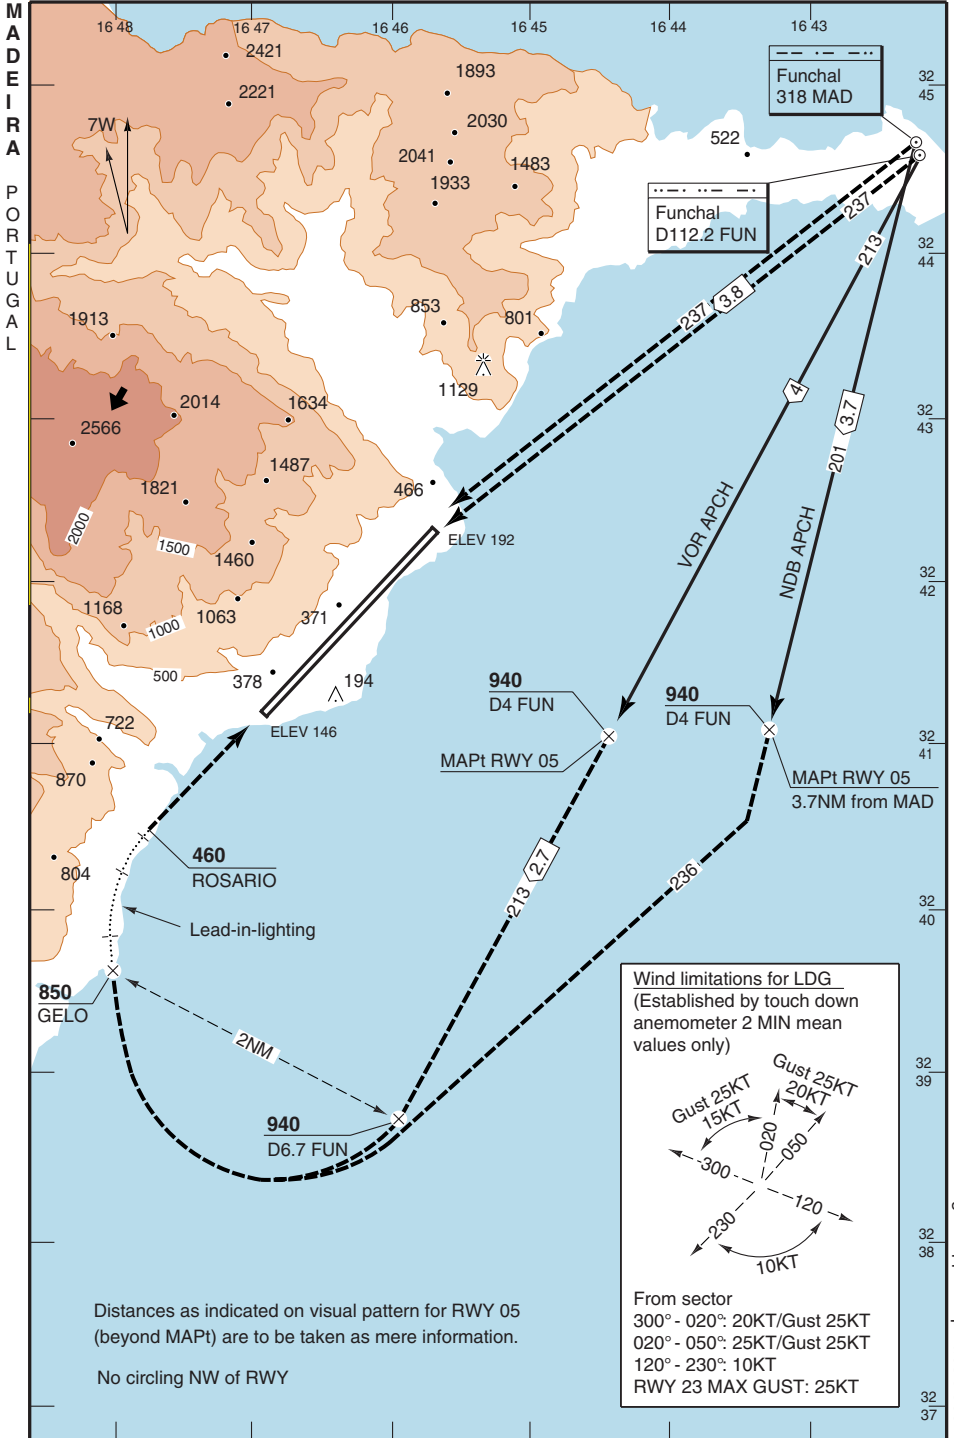 MADEIRA PORTUGAL
16 48
16 47
16 46
16 45
16 44
16 43
2421
2221
1893
2030
2041
1483
1933
7W
522
Funchal
318 MAD
Funchal
D112.2 FUN
32
45
237
213
32
44
3.8
237
1913
853
801
1129
4
3.7
201
32
43
2566
2014
1634
1487
466
1821
2000
1500
1460
ELEV 192
VOR APCH
NDB APCH
32
42
1168
1063
371
1000
500
378
194
940
D4 FUN
940
D4 FUN
722
ELEV 146
MAPt RWY 05
32
41
870
MAPt RWY 05
3.7NM from MAD
460
ROSARIO
804
2.7
213
236
32
40
Lead-in-lighting
850
GELO
2NM
940
D6.7 FUN
32
39
Wind limitations for LDG
(Established by touch down
anemometer 2 MIN mean
values only)
Gust 25KT
20KT
Gust 25KT
15KT
020
050
300
120
230
10KT
32
38
From sector
300° - 020°: 20KT/Gust 25KT
020° - 050°: 25KT/Gust 25KT
120° - 230°: 10KT
RWY 23 MAX GUST: 25KT
Distances as indicated on visual pattern for RWY 05
(beyond MAPt) are to be taken as mere information.
No circling NW of RWY
32
37